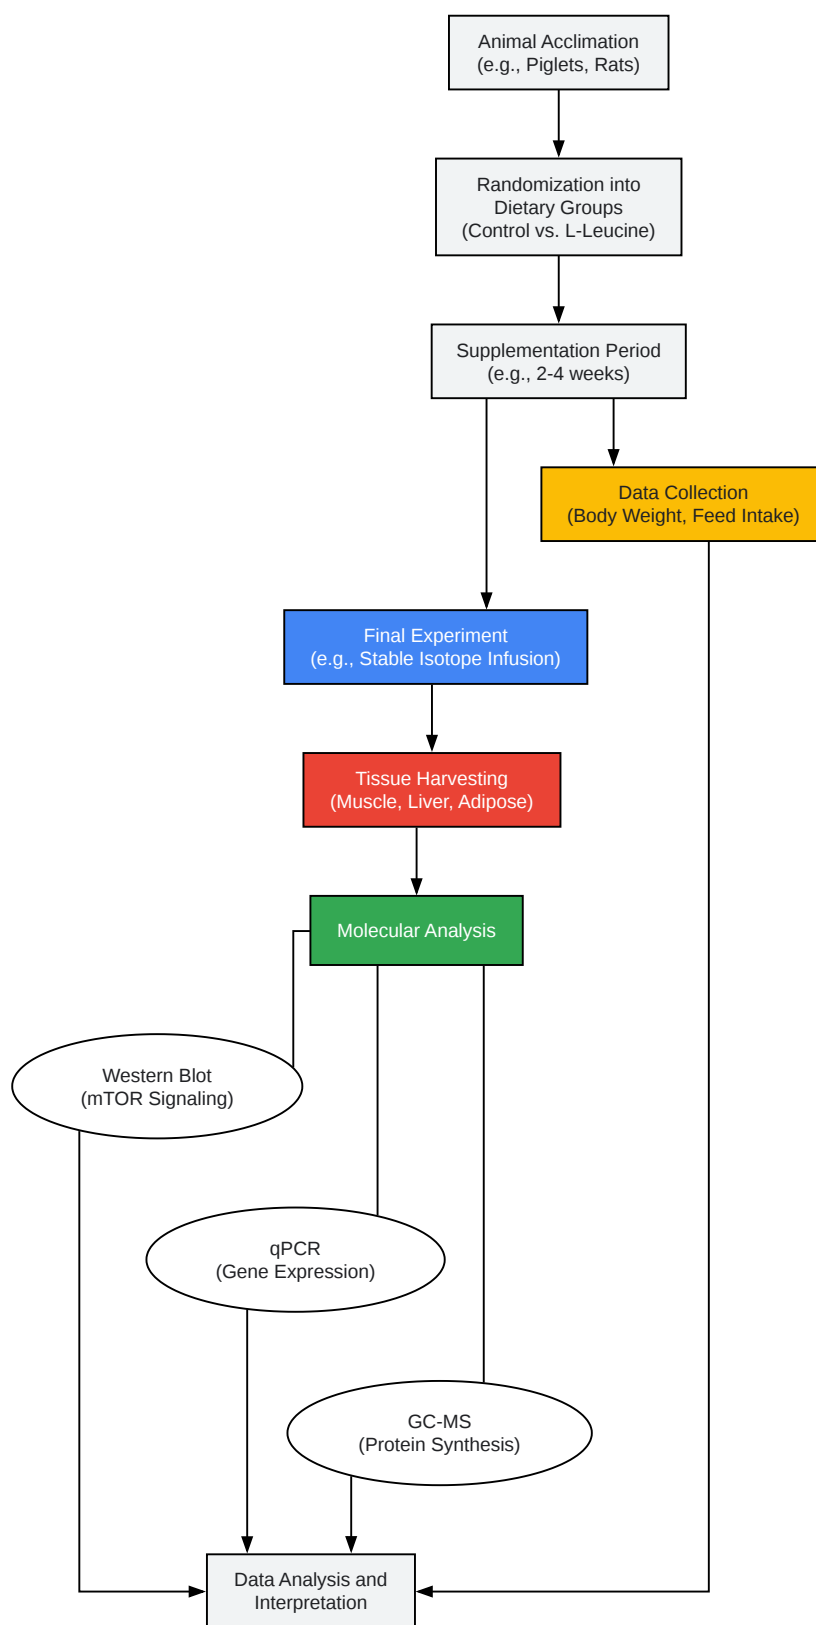 Animal Acclimation
(e.g., Piglets, Rats)
Randomization into
Dietary Groups
(Control vs. L-Leucine)
Supplementation Period
(e.g., 2-4 weeks)
Data Collection
(Body Weight, Feed Intake)
Final Experiment
(e.g., Stable Isotope Infusion)
Tissue Harvesting
(Muscle, Liver, Adipose)
Molecular Analysis
Western Blot
(mTOR Signaling)
qPCR
(Gene Expression)
GC-MS
(Protein Synthesis)
Data Analysis and
Interpretation